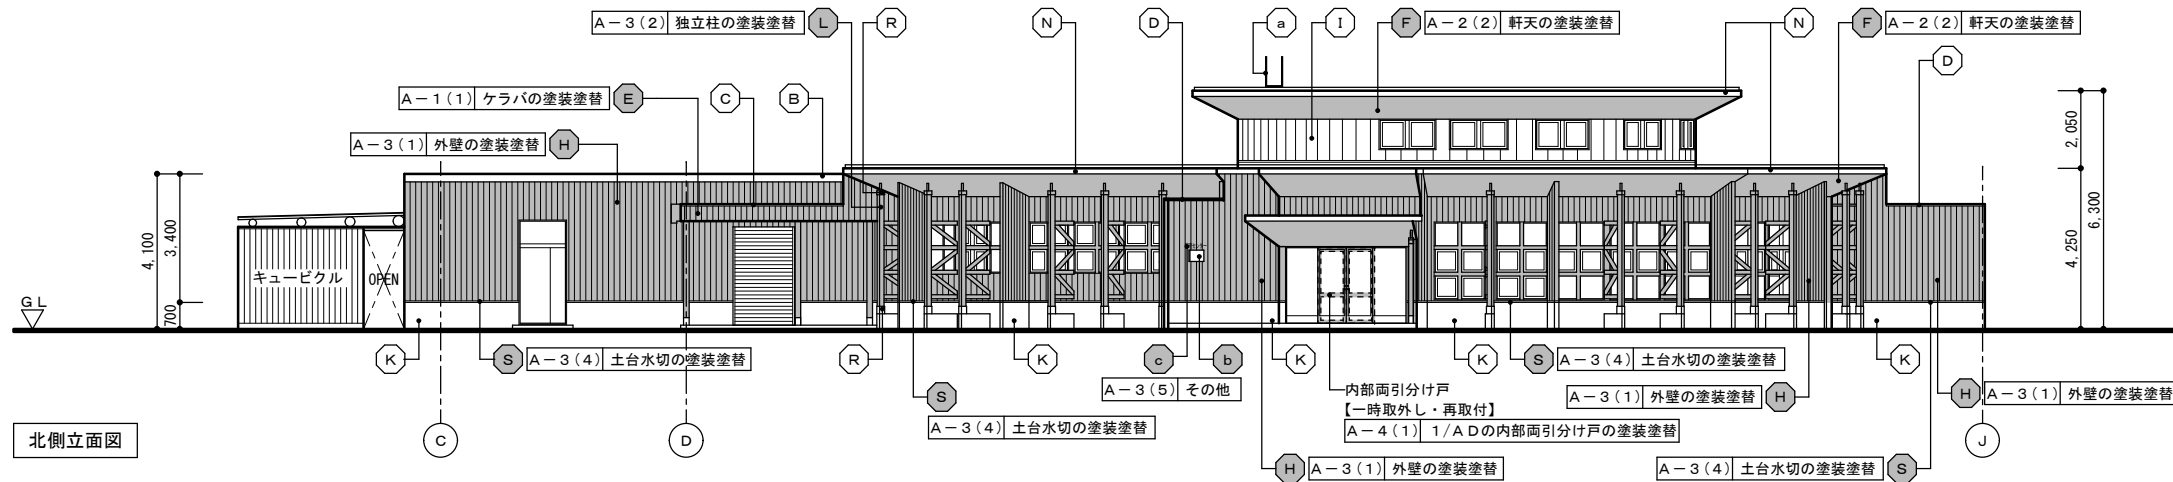 A－3(2) 独立柱の塗装塗替 L R N D a I F A－2(2) 軒天の塗装塗替 N F A－2(2) 軒天の塗装塗替
D
A－1(1) ケラバの塗装塗替 E C B
A－3(1) 外壁の塗装塗替 H
2,050
6,300
4,250
4,100
3,400
700
キュービクル OPEN
GL
K S A－3(4) 土台水切の塗装塗替 R K c b K K S A－3(4) 土台水切の塗装塗替 K
A－3(5) その他
内部両引分け戸
【一時取外し・再取付】
A－4(1) 1/ADの内部両引分け戸の塗装塗替
A－3(1) 外壁の塗装塗替 H
H A－3(1) 外壁の塗装塗替
S
A－3(4) 土台水切の塗装塗替
北側立面図
C D J
H A－3(1) 外壁の塗装塗替
A－3(4) 土台水切の塗装塗替 S